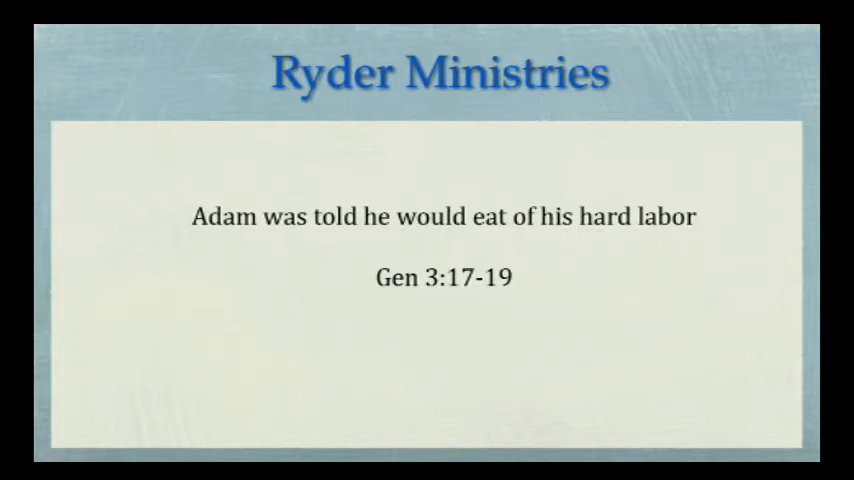 Ryder Ministries
Adam was told he would eat of his hard labor
Gen 3:17-19